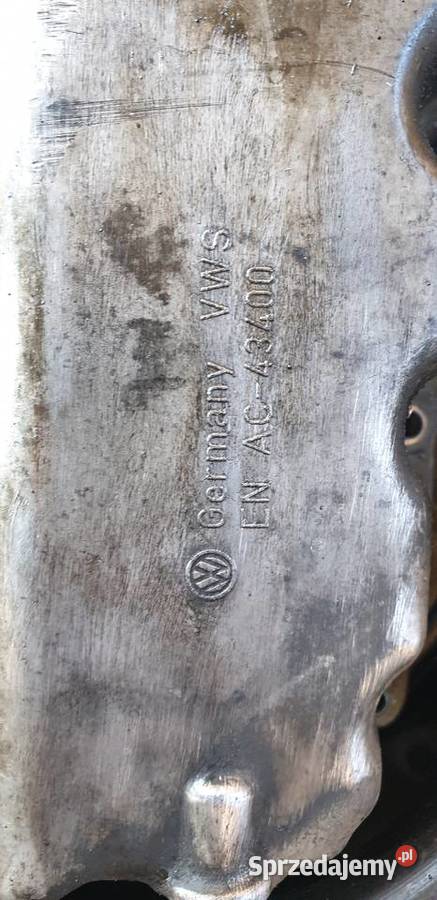 Germany VWS
EN AC-43400
Sprzedajemy.pl